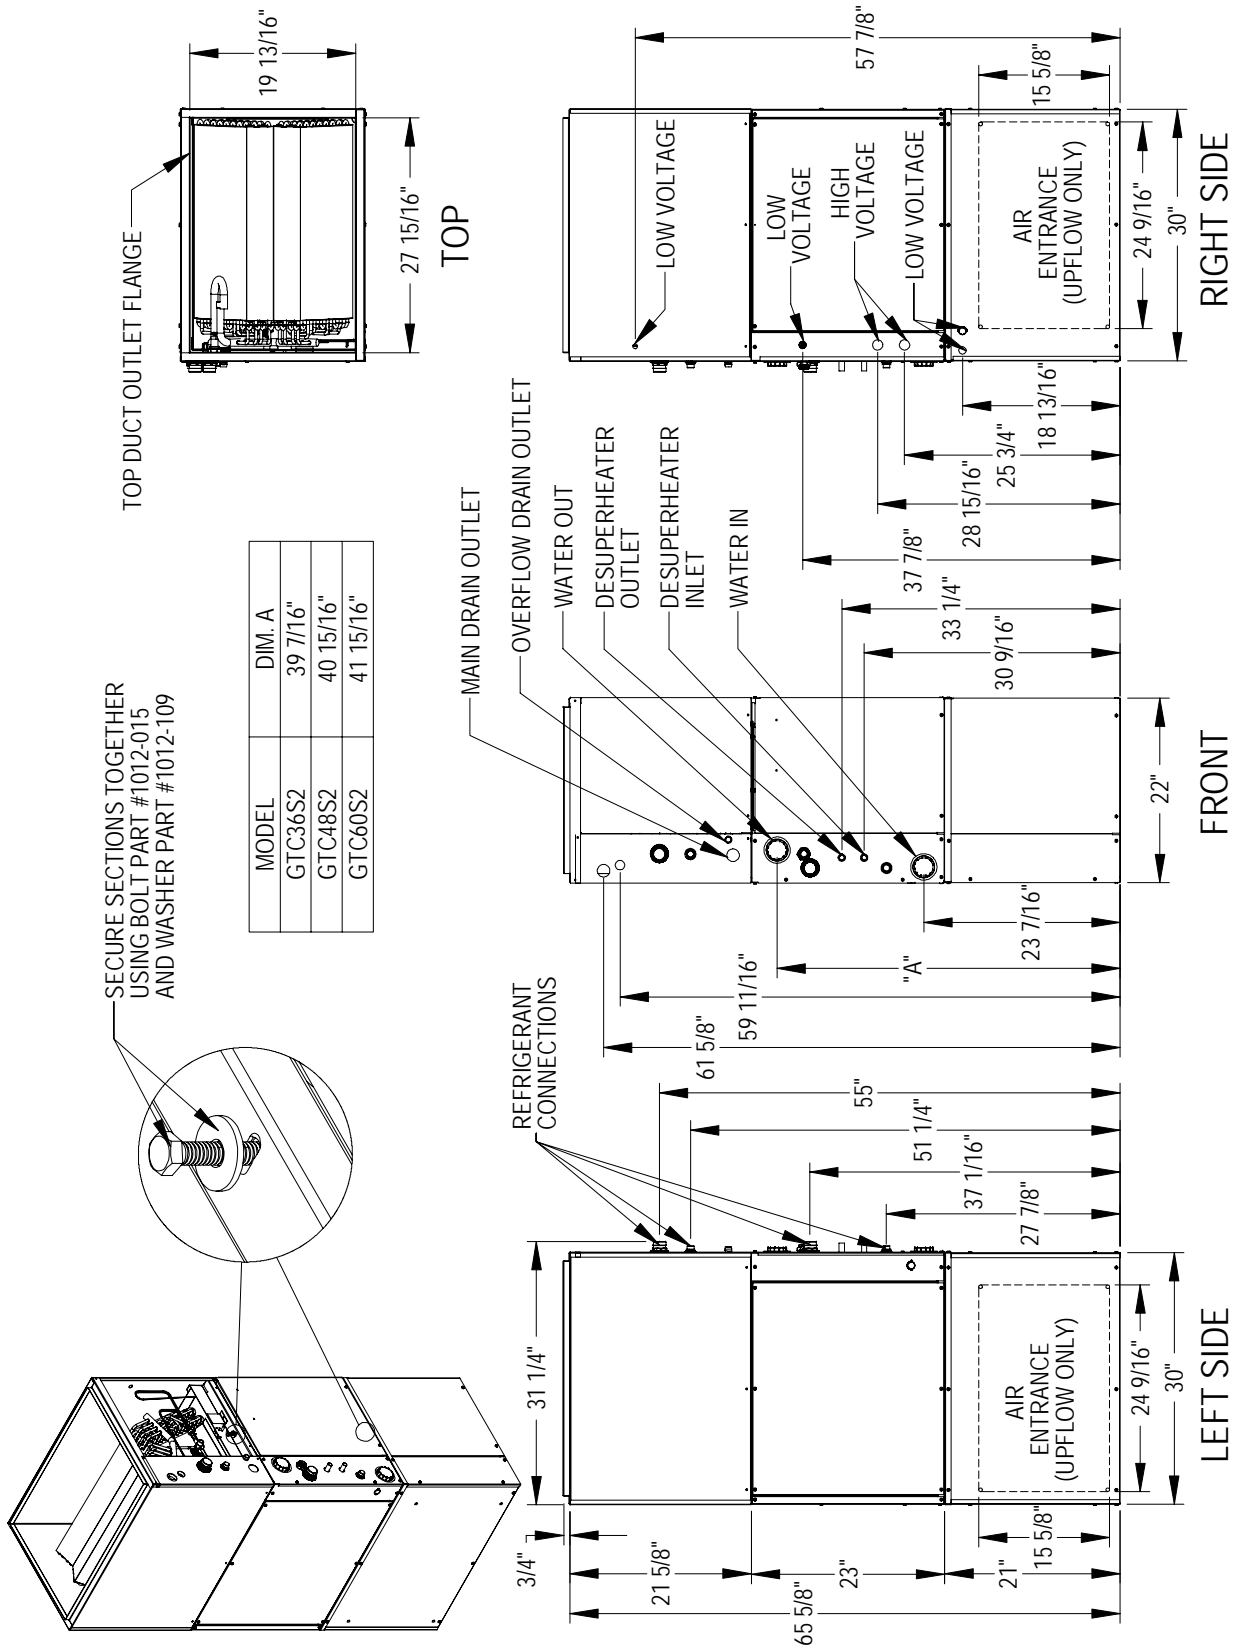 SECURE SECTIONS TOGETHER
USING BOLT PART #1012-015
AND WASHER PART #1012-109
MODEL DIM. A
GTC36S2 39 7/16"
GTC48S2 40 15/16"
GTC60S2 41 15/16"
TOP DUCT OUTLET FLANGE
19 13/16"
27 15/16"
TOP
REFRIGERANT
CONNECTIONS
31 1/4"
3/4"
21 5/8"
23"
21"
65 5/8"
15 5/8"
AIR
ENTRANCE
(UPFLOW ONLY)
24 9/16"
30"
55"
51 1/4"
37 1/16"
27 7/8"
LEFT SIDE
MAIN DRAIN OUTLET
OVERFLOW DRAIN OUTLET
WATER OUT
DESUPERHEATER
OUTLET
DESUPERHEATER
INLET
WATER IN
61 5/8"
59 11/16"
"A"
23 7/16"
22"
33 1/4"
30 9/16"
FRONT
57 7/8"
LOW VOLTAGE
LOW
VOLTAGE
HIGH
VOLTAGE
LOW VOLTAGE
37 7/8"
28 15/16"
25 3/4"
18 13/16"
15 5/8"
AIR
ENTRANCE
(UPFLOW ONLY)
24 9/16"
30"
RIGHT SIDE